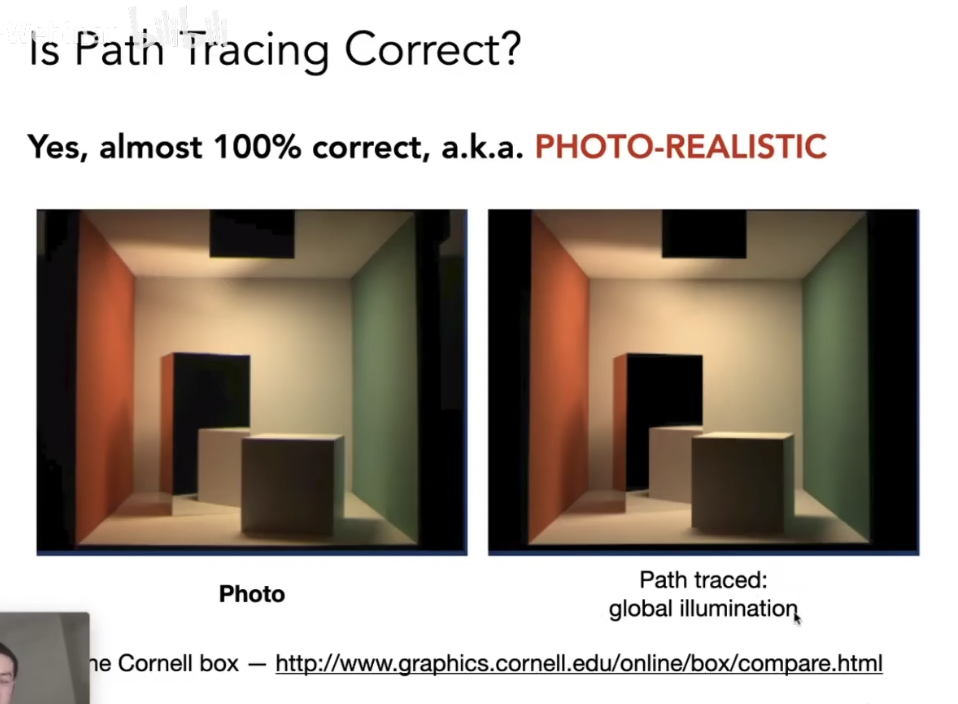 Is Path Tracing Correct?
Yes, almost 100% correct, a.k.a. PHOTO-REALISTIC
Photo
Path traced:
global illumination
Cornell box — http://www.graphics.cornell.edu/online/box/compare.html